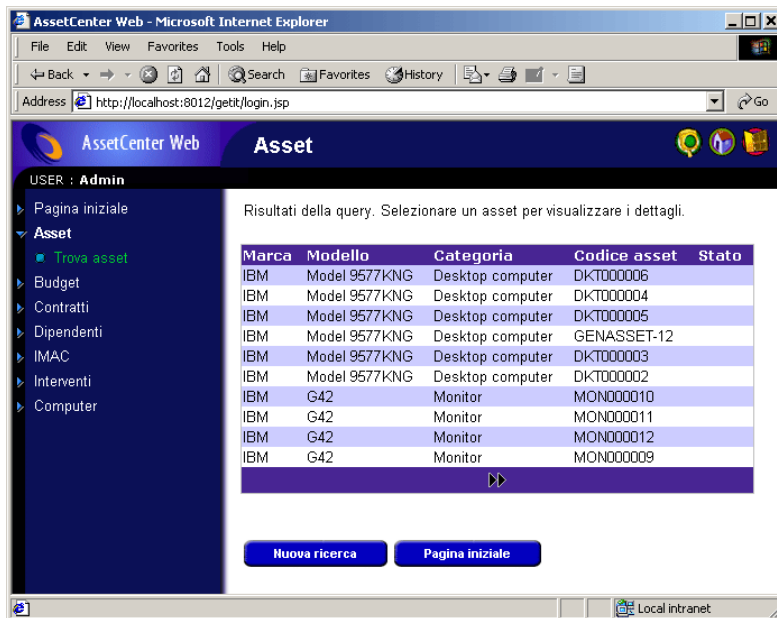 AssetCenter Web - Microsoft Internet Explorer
File Edit View Favorites Tools Help
Back Search Favorites History
Address http://localhost:8012/getit/login.jsp Go
AssetCenter Web Asset
USER : Admin
Pagina iniziale
Asset
Trova asset
Budget
Contratti
Dipendenti
IMAC
Interventi
Computer
Risultati della query. Selezionare un asset per visualizzare i dettagli.
Marca Modello Categoria Codice asset Stato
IBM Model 9577KNG Desktop computer DKT000006
IBM Model 9577KNG Desktop computer DKT000004
IBM Model 9577KNG Desktop computer DKT000005
IBM Model 9577KNG Desktop computer GENASSET-12
IBM Model 9577KNG Desktop computer DKT000003
IBM Model 9577KNG Desktop computer DKT000002
IBM G42 Monitor MON000010
IBM G42 Monitor MON000011
IBM G42 Monitor MON000012
IBM G42 Monitor MON000009
Nuova ricerca Pagina iniziale
Local intranet